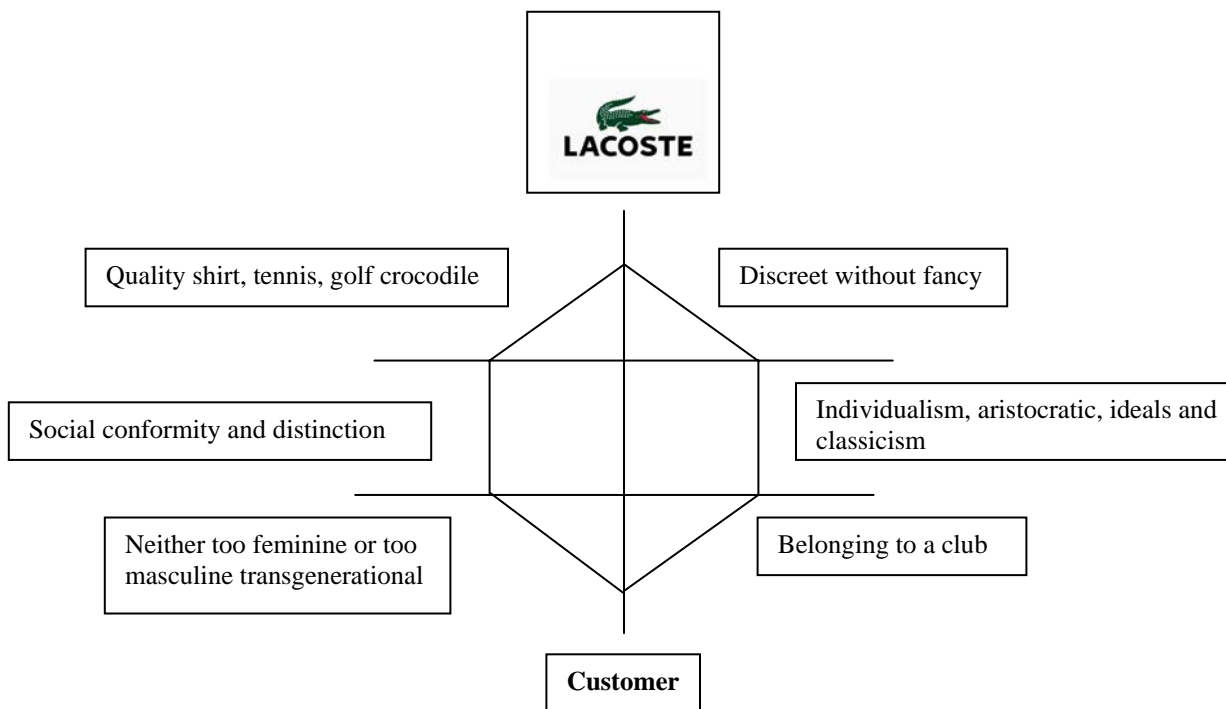 LACOSTE
Quality shirt, tennis, golf crocodile
Discreet without fancy
Social conformity and distinction
Individualism, aristocratic, ideals and
classicism
Neither too feminine or too
masculine transgenerational
Belonging to a club
Customer